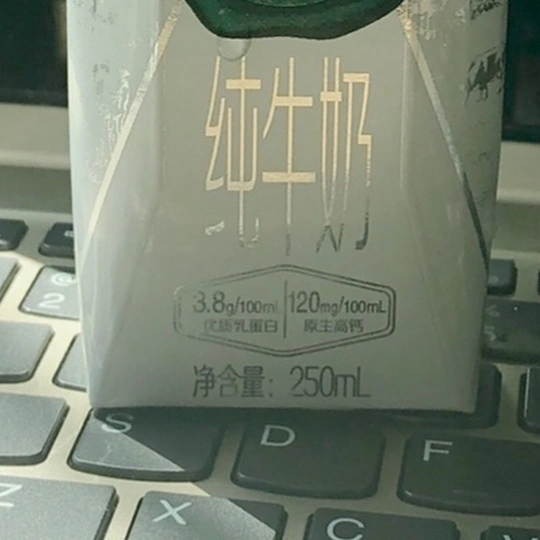 纯牛奶
3.8g/100mL 120mg/100mL
优质乳蛋白 原生高钙
净含量: 250mL
@
2
S D F
Z X C V